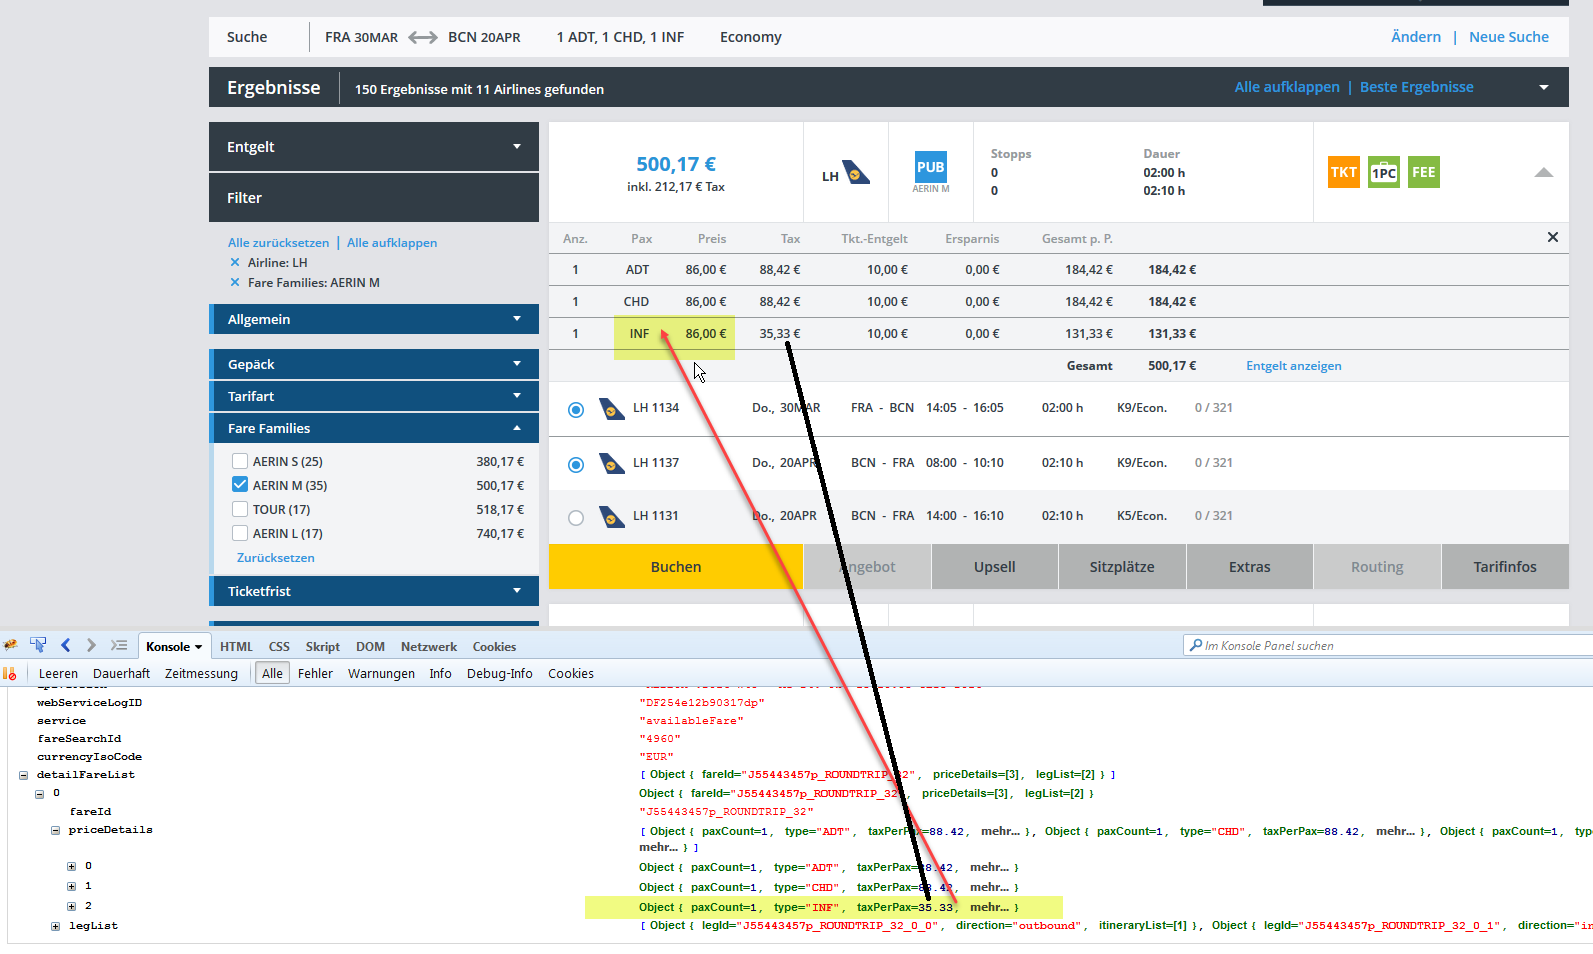 Suche FRA 30MAR BCN 20APR 1 ADT, 1 CHD, 1 INF Economy Ändern | Neue Suche
Ergebnisse 150 Ergebnisse mit 11 Airlines gefunden Alle aufklappen | Beste Ergebnisse
Entgelt
Filter
Alle zurücksetzen | Alle aufklappen
× Airline: LH
× Fare Families: AERIN M
Allgemein
Gepäck
Tarifart
Fare Families
AERIN S (25) 380,17 €
AERIN M (35) 500,17 €
TOUR (17) 518,17 €
AERIN L (17) 740,17 €
Zurücksetzen
Ticketfrist
500,17 €
inkl. 212,17 € Tax
LH
PUB
AERIN M
Stopps Dauer
0 02:00 h
0 02:10 h
TKT 1PC FEE
Anz. Pax Preis Tax Tkt.-Entgelt Ersparnis Gesamt p. P.
1 ADT 86,00 € 88,42 € 10,00 € 0,00 € 184,42 € 184,42 €
1 CHD 86,00 € 88,42 € 10,00 € 0,00 € 184,42 € 184,42 €
1 INF 86,00 € 35,33 € 10,00 € 0,00 € 131,33 € 131,33 €
Gesamt 500,17 € Entgelt anzeigen
LH 1134 Do., 30MAR FRA - BCN 14:05 - 16:05 02:00 h K9/Econ. 0 / 321
LH 1137 Do., 20APR BCN - FRA 08:00 - 10:10 02:10 h K9/Econ. 0 / 321
LH 1131 Do., 20APR BCN - FRA 14:00 - 16:10 02:10 h K5/Econ. 0 / 321
Buchen Angebot Upsell Sitzplätze Extras Routing Tarifinfos
Konsole HTML CSS Skript DOM Netzwerk Cookies Im Konsole Panel suchen
Leeren Dauerhaft Zeitmessung Alle Fehler Warnungen Info Debug-Info Cookies
webServiceLogID "DF254e12b90317dp"
service "availableFare"
fareSearchId "4960"
currencyIsoCode "EUR"
detailFareList [ Object { fareId="J55443457p_ROUNDTRIP_32", priceDetails=[3], legList=[2] } ]
0 Object { fareId="J55443457p_ROUNDTRIP_32", priceDetails=[3], legList=[2] }
fareId "J55443457p_ROUNDTRIP_32"
priceDetails [ Object { paxCount=1, type="ADT", taxPerPax=88.42, mehr... }, Object { paxCount=1, type="CHD", taxPerPax=88.42, mehr... }, Object { paxCount=1, type=
mehr... } ]
0 Object { paxCount=1, type="ADT", taxPerPax=88.42, mehr... }
1 Object { paxCount=1, type="CHD", taxPerPax=88.42, mehr... }
2 Object { paxCount=1, type="INF", taxPerPax=35.33, mehr... }
legList [ Object { legId="J55443457p_ROUNDTRIP_32_0_0", direction="outbound", itineraryList=[1] }, Object { legId="J55443457p_ROUNDTRIP_32_0_1", direction="in